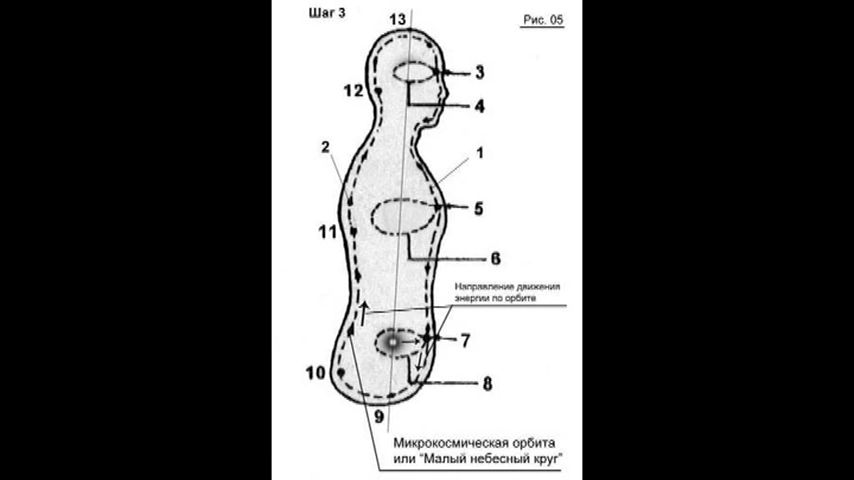 Шаг 3
13
Рис. 05
3
12
4
2
1
5
11
6
Направление движения
энергии по орбите
7
10
8
9
Микрокосмическая орбита
или “Малый небесный круг”